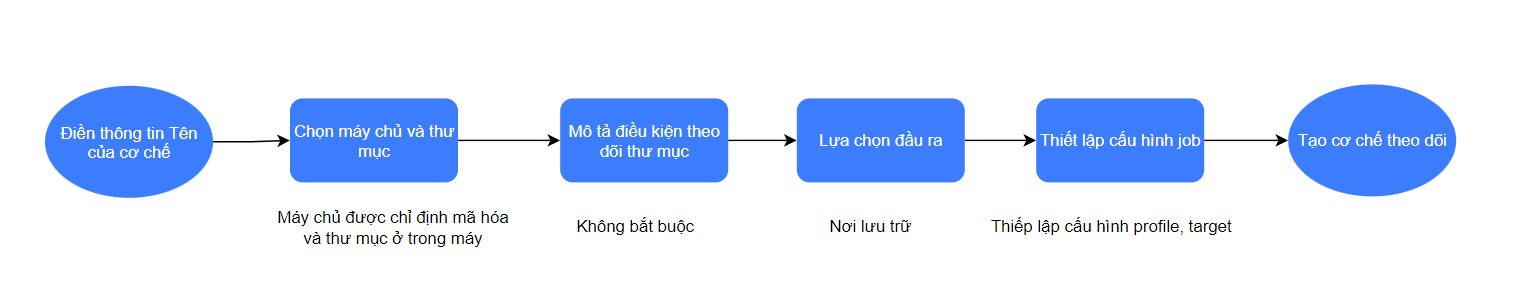 Điền thông tin Tên
của cơ chế
Chọn máy chủ và thư
mục
Mô tả điều kiện theo
dõi thư mục
Lựa chọn đầu ra
Thiết lập cấu hình job
Tạo cơ chế theo dõi
Máy chủ được chỉ định mã hóa
và thư mục ở trong máy
Không bắt buộc
Nơi lưu trữ
Thiếp lập cấu hình profile, target